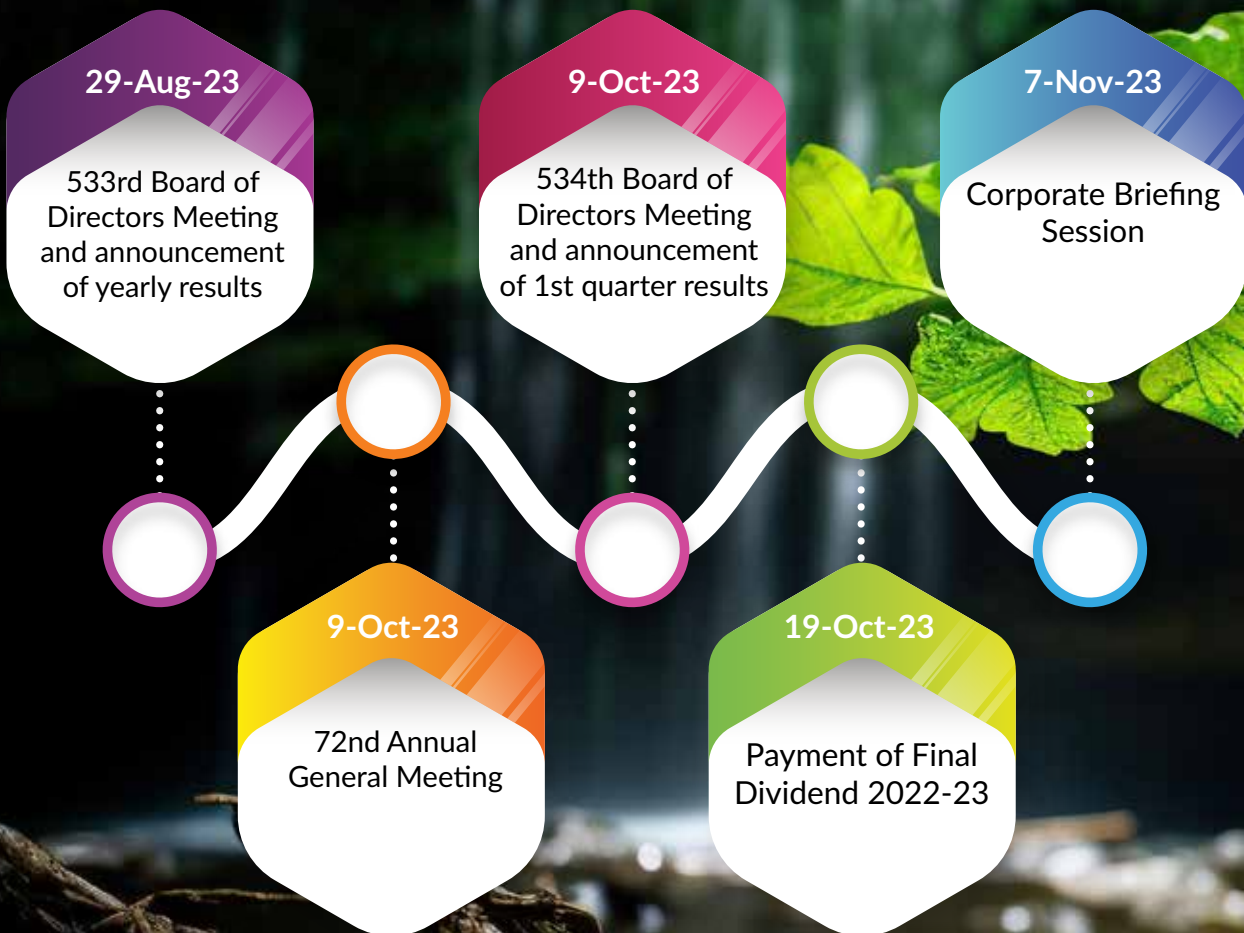 29-Aug-23
533rd Board of
Directors Meeting
and announcement
of yearly results
9-Oct-23
72nd Annual
General Meeting
9-Oct-23
534th Board of
Directors Meeting
and announcement
of 1st quarter results
19-Oct-23
Payment of Final
Dividend 2022-23
7-Nov-23
Corporate Briefing
Session